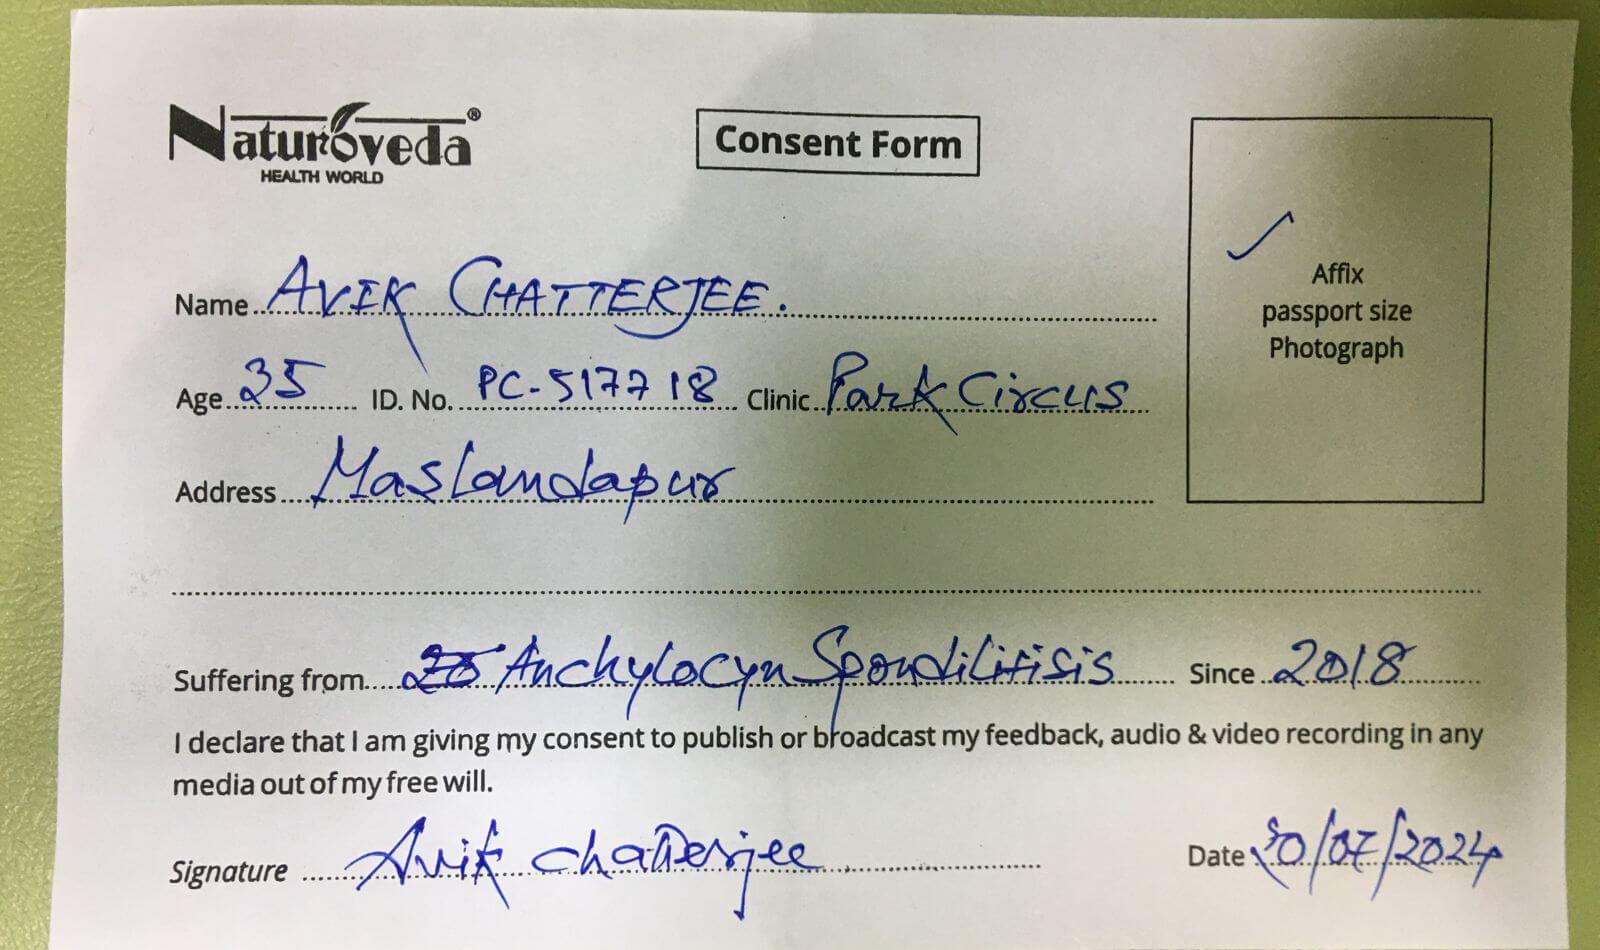 Naturoveda®
HEALTH WORLD
Consent Form
Affix
passport size
Photograph
Name AVIK CHATTERJEE.
Age 35 ID. No. PC-517718 Clinic Park Circus
Address Maslandapur
Suffering from Anchylocyn Spondilitisis Since 2018
I declare that I am giving my consent to publish or broadcast my feedback, audio & video recording in any
media out of my free will.
Signature Avik Chatterjee Date 30/07/2024